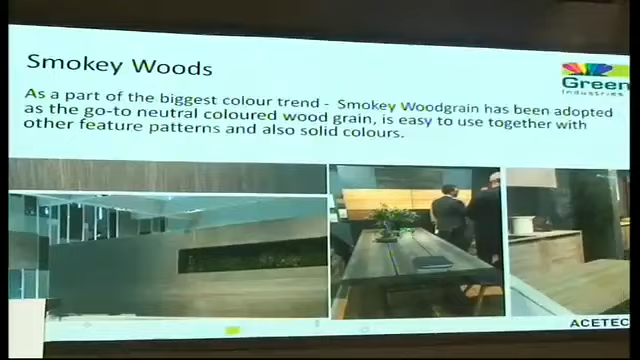 Smokey Woods
Green
Industries
As a part of the biggest colour trend - Smokey Woodgrain has been adopted
as the go-to neutral coloured wood grain, is easy to use together with
other feature patterns and also solid colours.
ACETEC